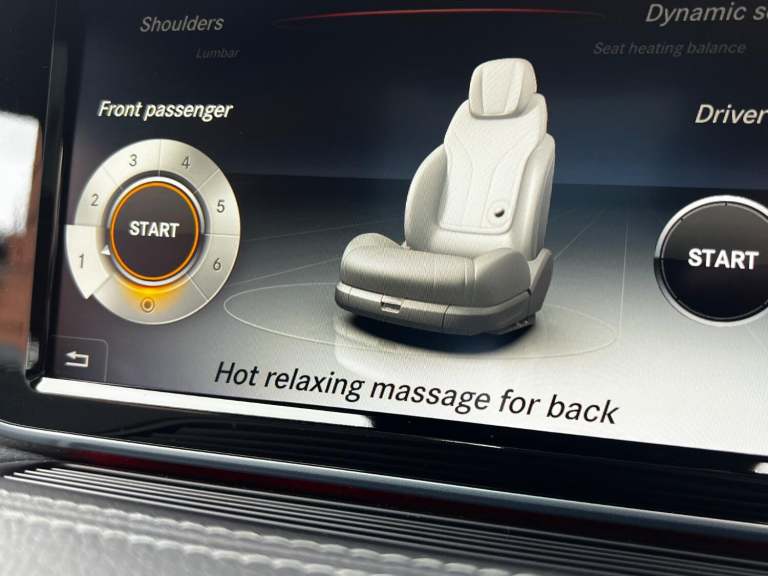 Shoulders
Dynamic s
Lumbar
Seat heating balance
Front passenger
Driver
3 4
2 5
1 6
START
START
Hot relaxing massage for back